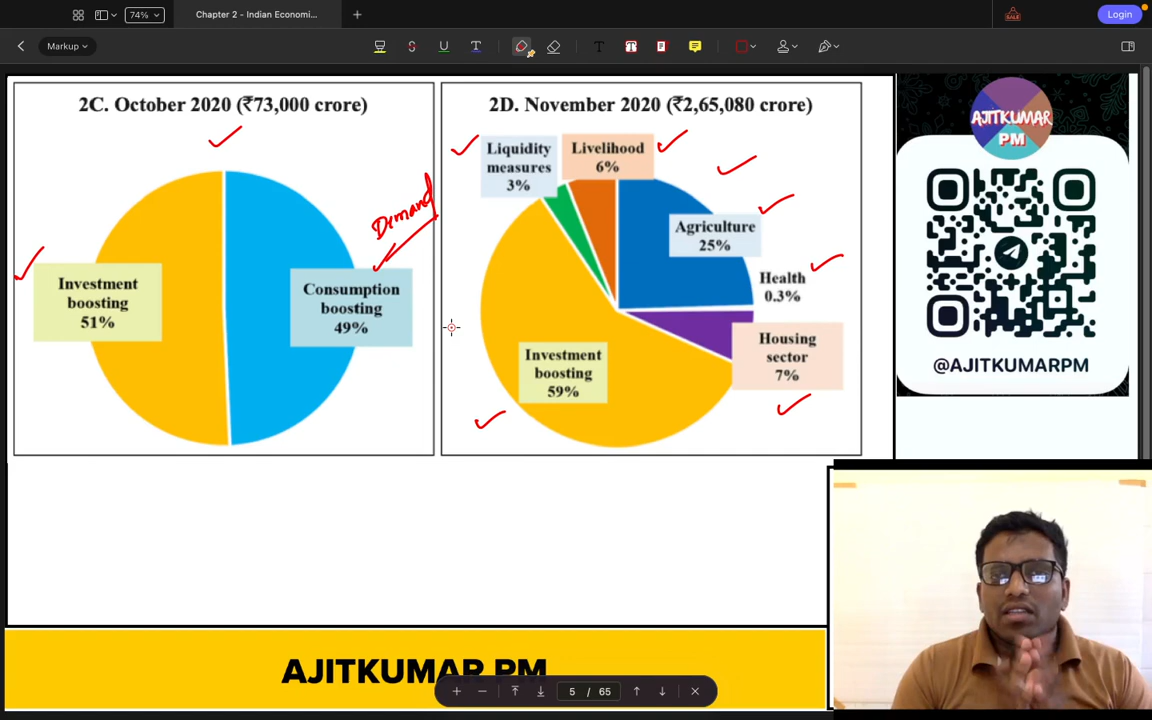 74%
Chapter 2 - Indian Economi...
SALE
Login
Markup
2C. October 2020 (₹73,000 crore)
Investment
boosting
51%
Consumption
boosting
49%
Demand
2D. November 2020 (₹2,65,080 crore)
Liquidity
measures
3%
Livelihood
6%
Agriculture
25%
Health
0.3%
Housing
sector
7%
Investment
boosting
59%
AJITKUMAR
PM
@AJITKUMARPM
AJITKUMAR PM
5 / 65